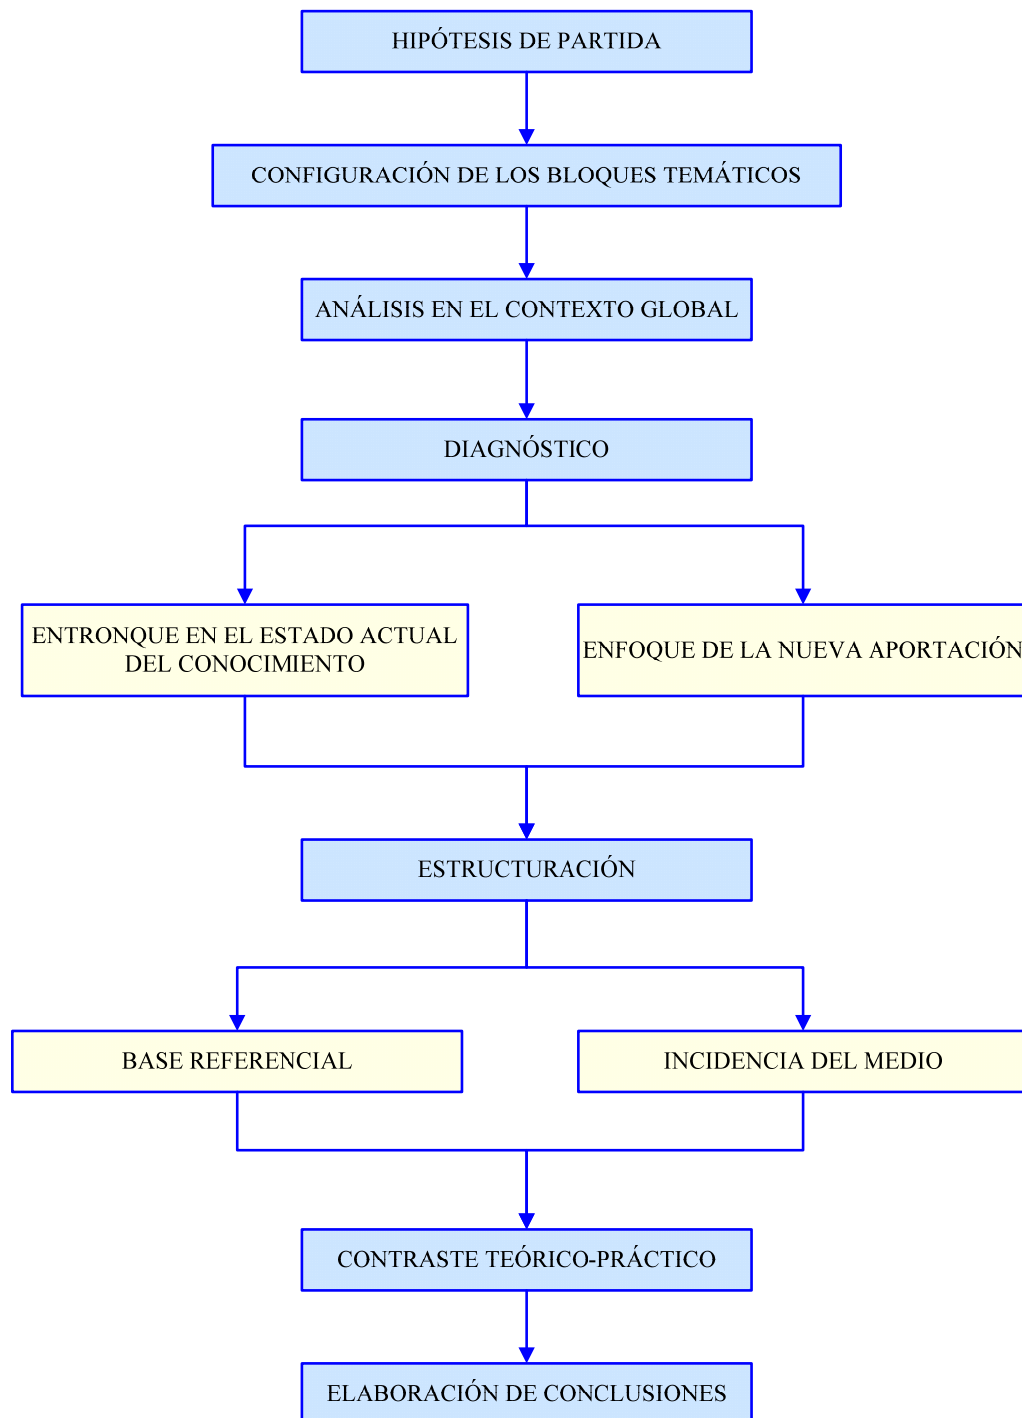 HIPÓTESIS DE PARTIDA
CONFIGURACIÓN DE LOS BLOQUES TEMÁTICOS
ANÁLISIS EN EL CONTEXTO GLOBAL
DIAGNÓSTICO
ENTRONQUE EN EL ESTADO ACTUAL
DEL CONOCIMIENTO
ENFOQUE DE LA NUEVA APORTACIÓN
ESTRUCTURACIÓN
BASE REFERENCIAL
INCIDENCIA DEL MEDIO
CONTRASTE TEÓRICO-PRÁCTICO
ELABORACIÓN DE CONCLUSIONES